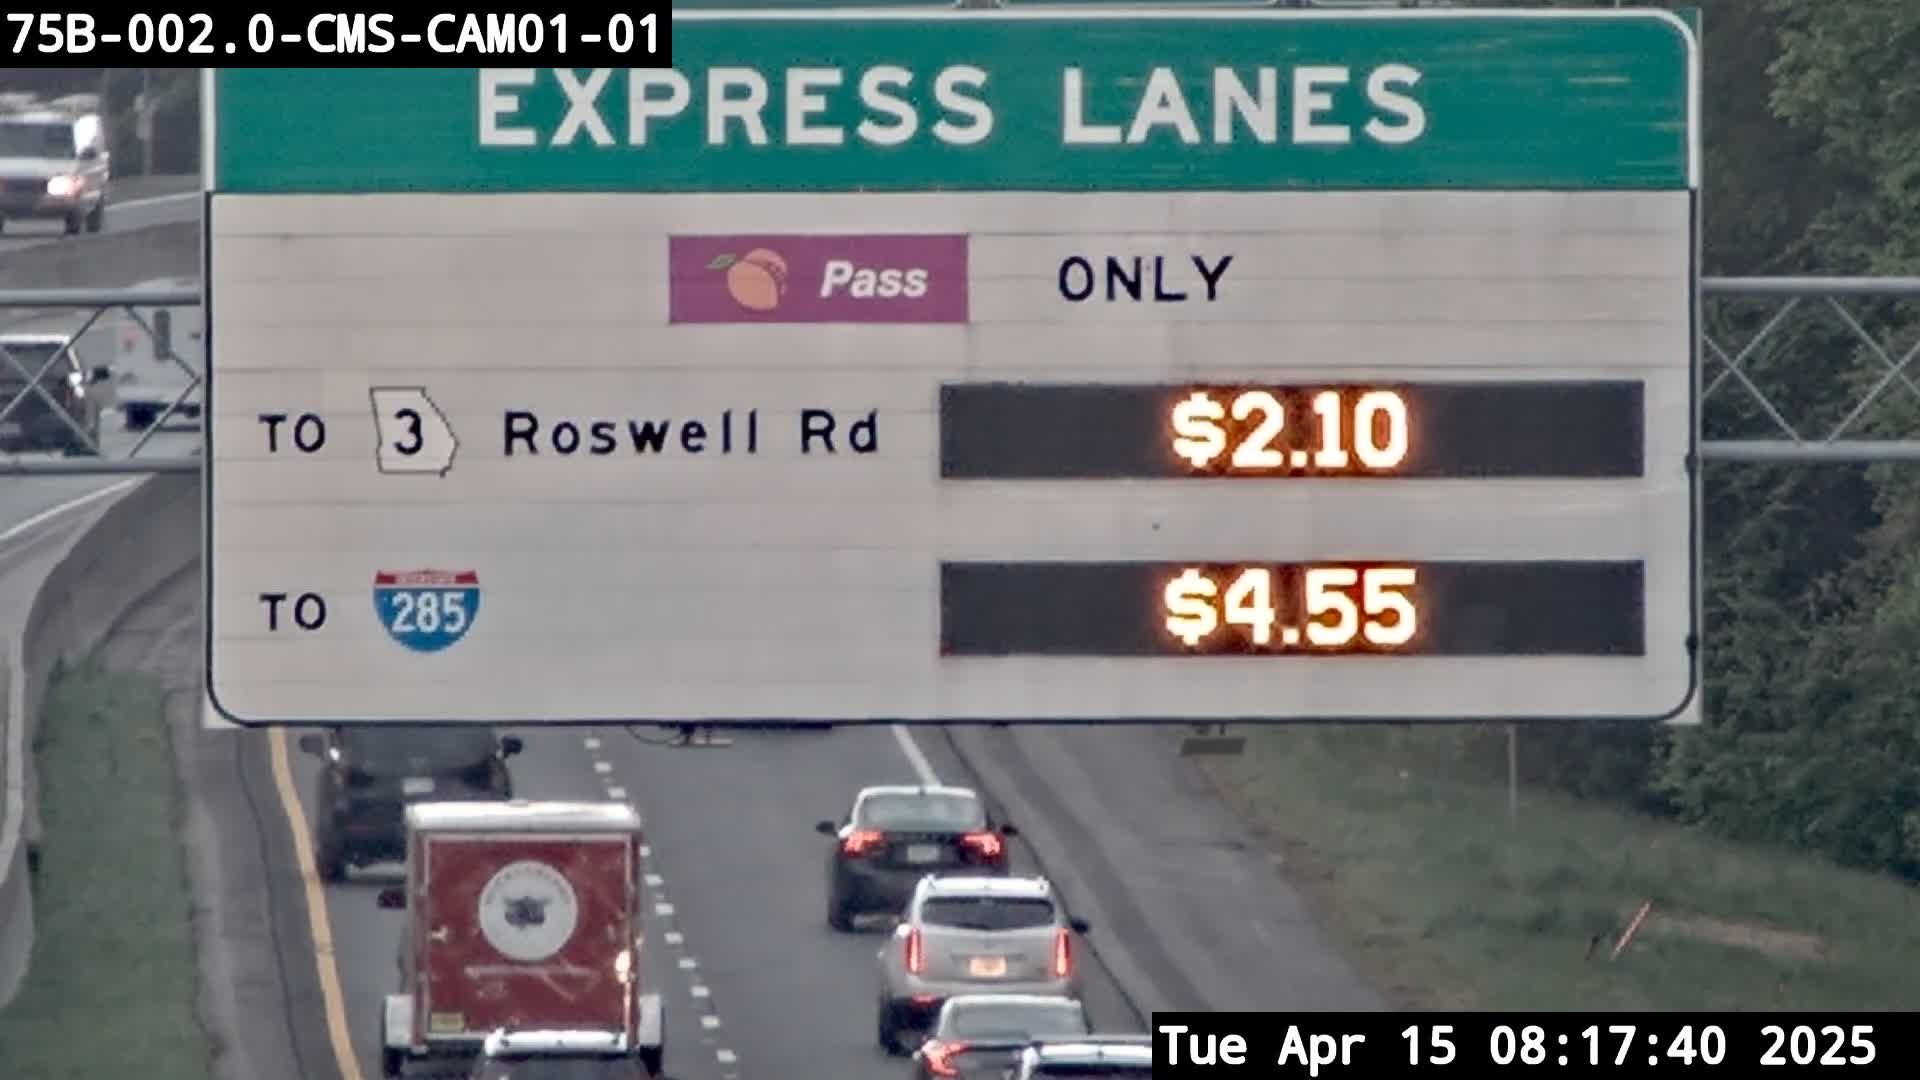 75B-002.0-CMS-CAM01-01
EXPRESS LANES
Pass ONLY
TO 3 Roswell Rd $2.10
TO 285 $4.55
Tue Apr 15 08:17:40 2025